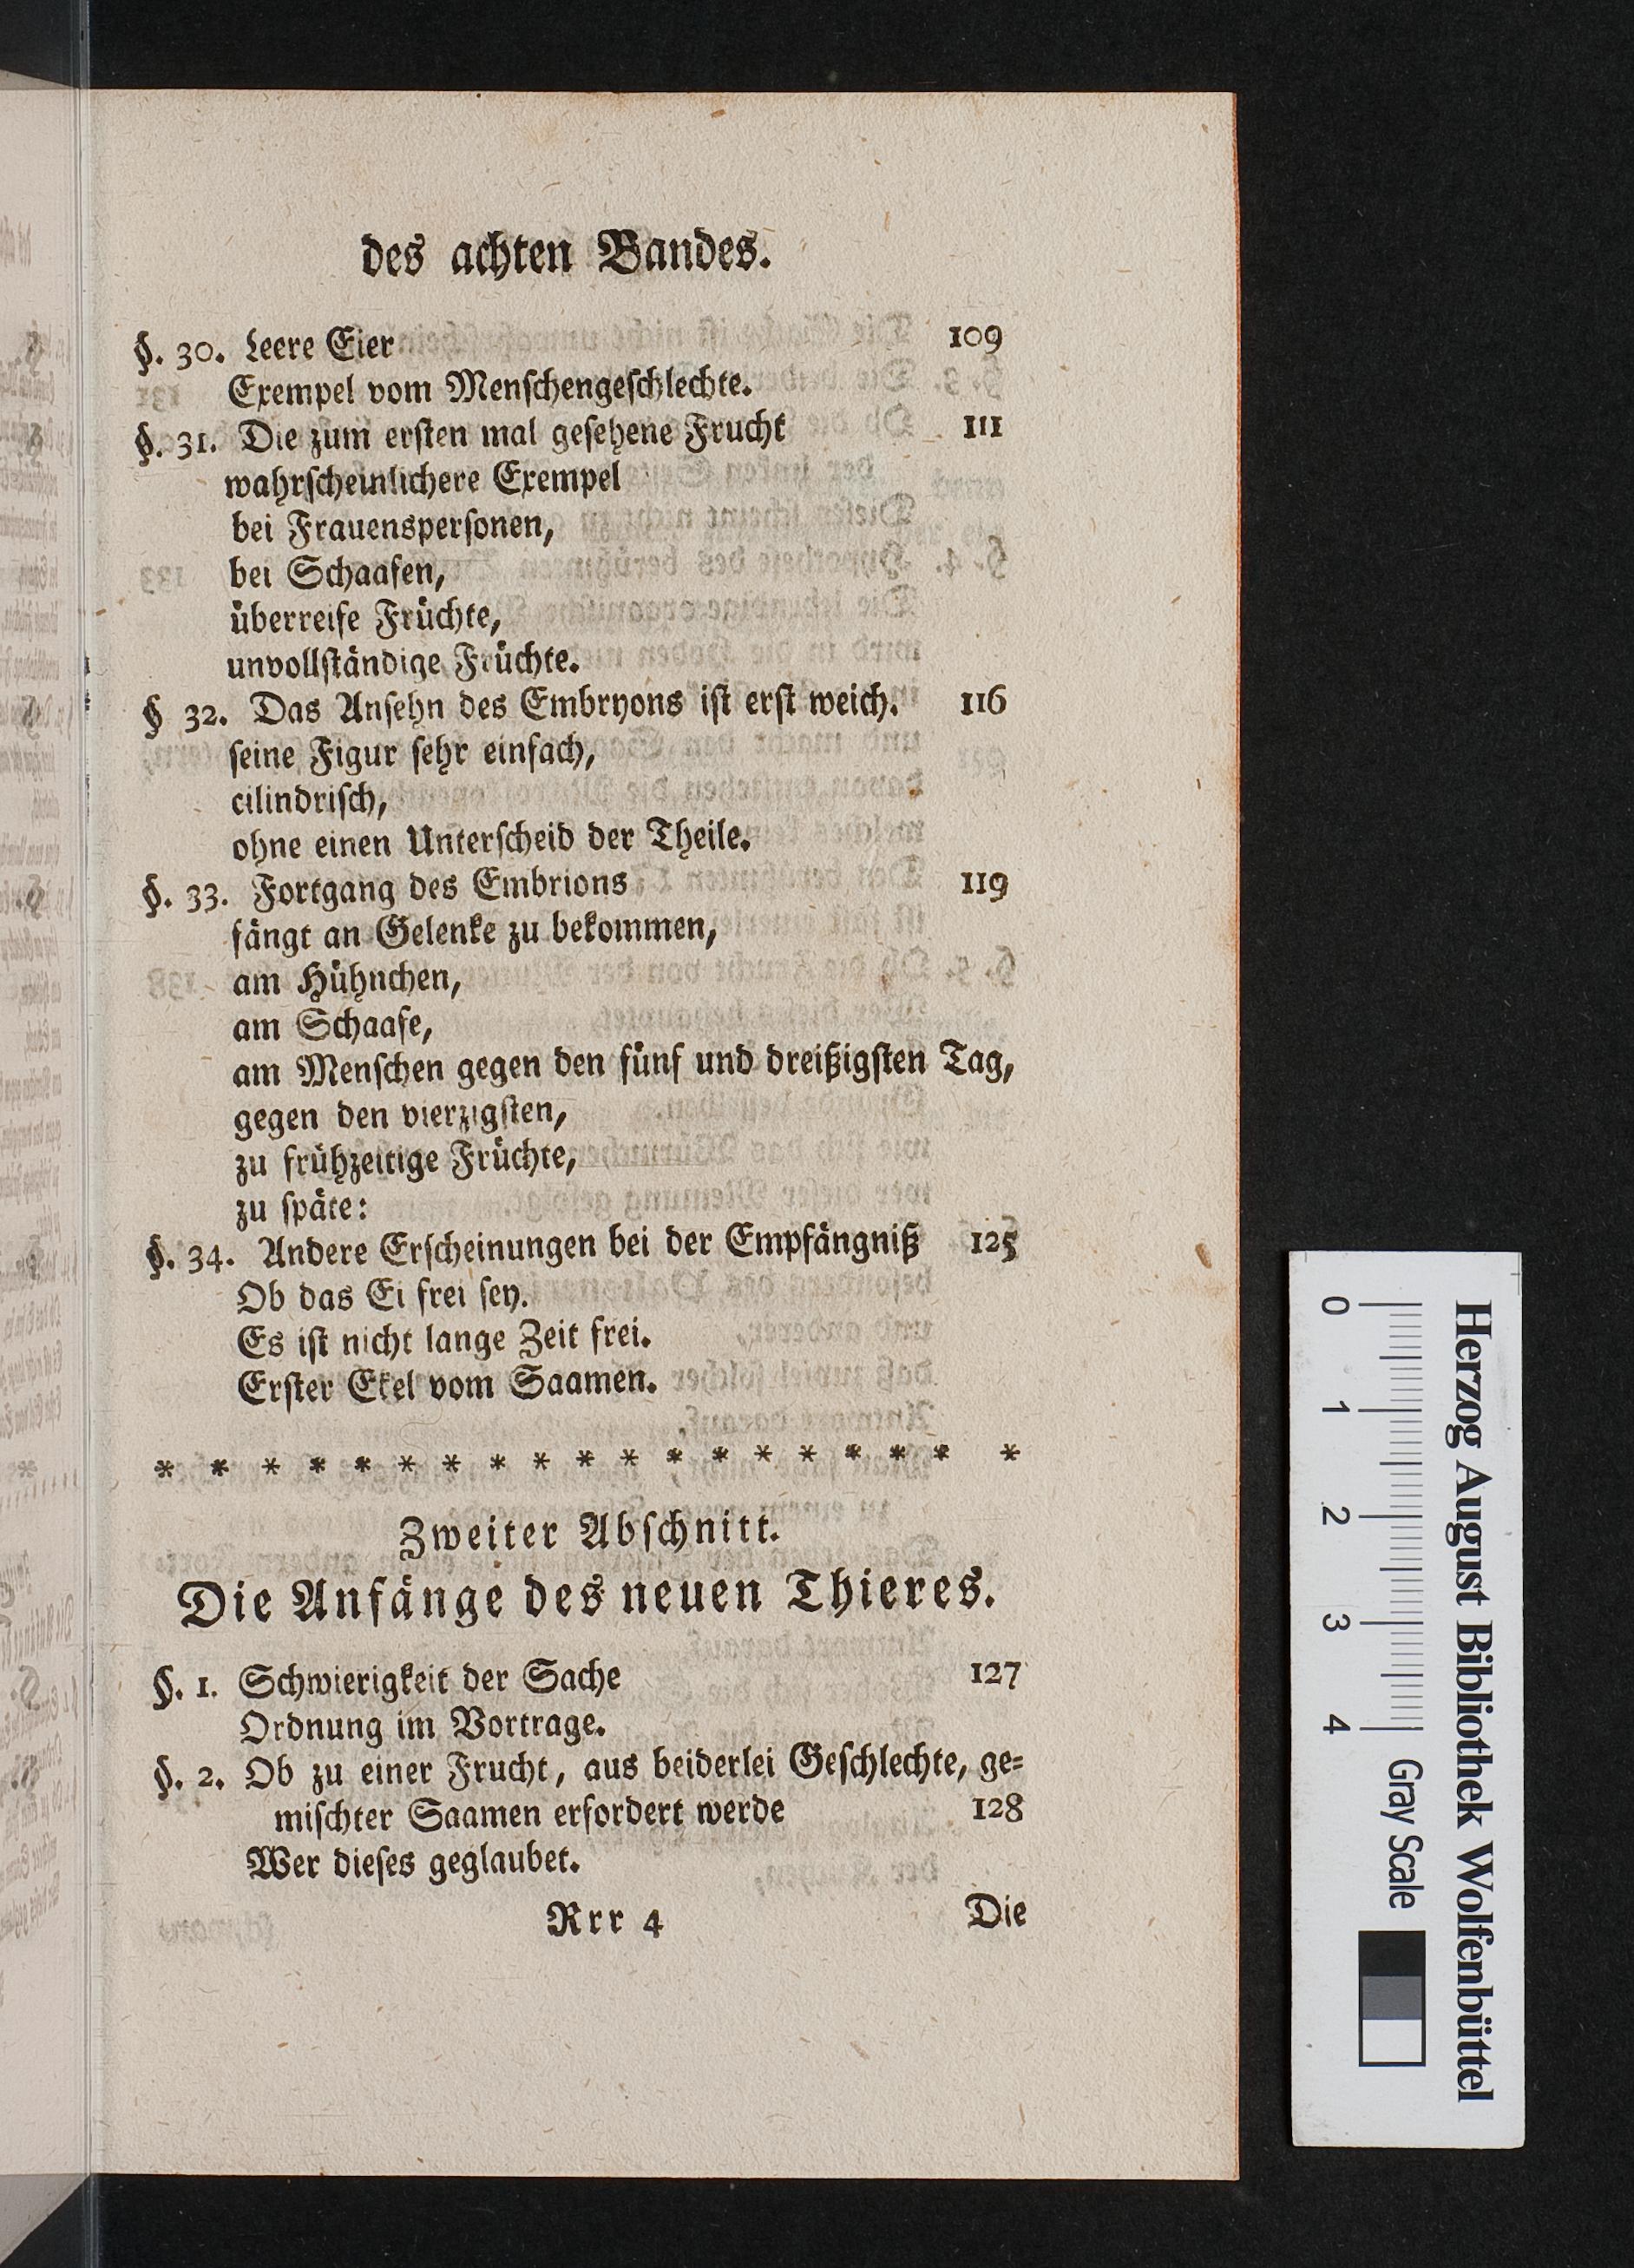 des achten Bandes.
§. 30. Leere Eier 109
Exempel vom Menſchengeſchlechte.
§. 31. Die zum erſten mal geſehene Frucht 111
wahrſcheinlichere Exempel
bei Frauensperſonen,
bei Schaafen,
überreife Früchte,
unvollſtändige Früchte.
§ 32. Das Anſehn des Embryons iſt erſt weich. 116
ſeine Figur ſehr einfach,
cilindriſch,
ohne einen Unterſcheid der Theile.
§. 33. Fortgang des Embrions 119
fängt an Gelenke zu bekommen,
am Hühnchen,
am Schaafe,
am Menſchen gegen den fünf und dreißigſten Tag,
gegen den vierzigſten,
zu frühzeitige Früchte,
zu ſpäte:
§. 34. Andere Erſcheinungen bei der Empfängniß 125
Ob das Ei frei ſey.
Es iſt nicht lange Zeit frei.
Erſter Ekel vom Saamen.
* * * * * * * * * * * * * * * * * * *
Zweiter Abſchnitt.
Die Anfänge des neuen Thieres.
§. 1. Schwierigkeit der Sache 127
Ordnung im Vortrage.
§. 2. Ob zu einer Frucht, aus beiderlei Geſchlechte, ge⸗
miſchter Saamen erfordert werde 128
Wer dieſes geglaubet.
Rrr 4 Die
Herzog August Bibliothek Wolfenbüttel
0 1 2 3 4 Gray Scale